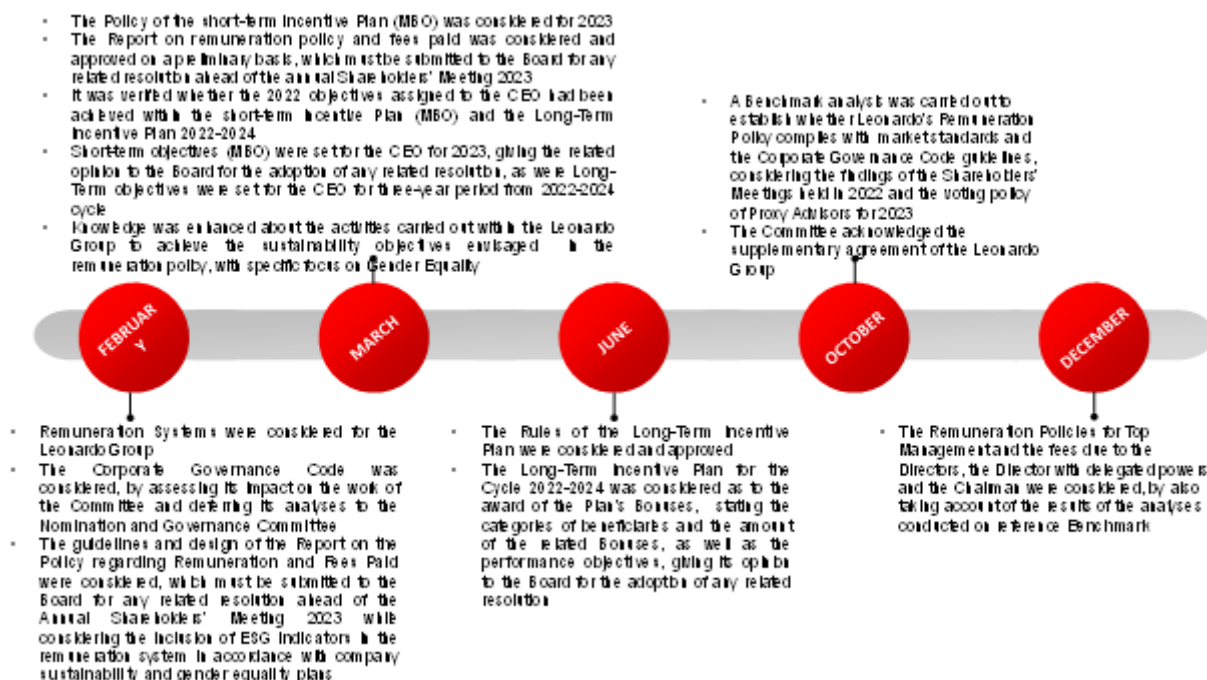 The Policy of the short-term Incentive Plan (MBO) was considered for 2023
The Report on remuneration policy and fees paid was considered and
approved on a preliminary basis, which must be submitted to the Board for any
related resolution ahead of the annual Shareholders' Meeting 2023
It was verified whether the 2022 objectives assigned to the CEO had been
achieved within the short-term Incentive Plan (MBO) and the Long-Term
Incentive Plan 2022-2024
Short-term objectives (MBO) were set for the CEO for 2023, giving the related
opinion to the Board for the adoption of any related resolution, as were Long-
Term objectives were set for the CEO for three-year period from 2022-2024
cycle
Knowledge was enhanced about the activities carried out within the Leonardo
Group to achieve the sustainability objectives envisaged in the
remuneration policy, with specific focus on Gender Equality
A Benchmark analysis was carried out to
establish whether Leonardo's Remuneration
Policy complies with market standards and
the Corporate Governance Code guidelines,
considering the findings of the Shareholders'
Meetings held in 2022 and the voting policy
of Proxy Advisors for 2023
The Committee acknowledged the
supplementary agreement of the Leonardo
Group
FEBRUAR
Y
MARCH
JUNE
OCTOBER
DECEMBER
Remuneration Systems were considered for the
Leonardo Group
The Corporate Governance Code was
considered, by assessing its impact on the work of
the Committee and deferring its analyses to the
Nomination and Governance Committee
The guidelines and design of the Report on the
Policy regarding Remuneration and Fees Paid
were considered, which must be submitted to the
Board for any related resolution ahead of the
Annual Shareholders' Meeting 2023 while
considering the inclusion of ESG indicators in the
remuneration system in accordance with company
sustainability and gender equality plans
The Rules of the Long-Term Incentive
Plan were considered and approved
The Long-Term Incentive Plan for the
Cycle 2022-2024 was considered as to the
award of the Plan's Bonuses, stating the
categories of beneficiaries and the amount
of the related Bonuses, as well as the
performance objectives, giving its opinion
to the Board for the adoption of any related
resolution
The Remuneration Policies for Top
Management and the fees due to the
Directors, the Director with delegated powers
and the Chairman were considered, by also
taking account of the results of the analyses
conducted on reference Benchmark